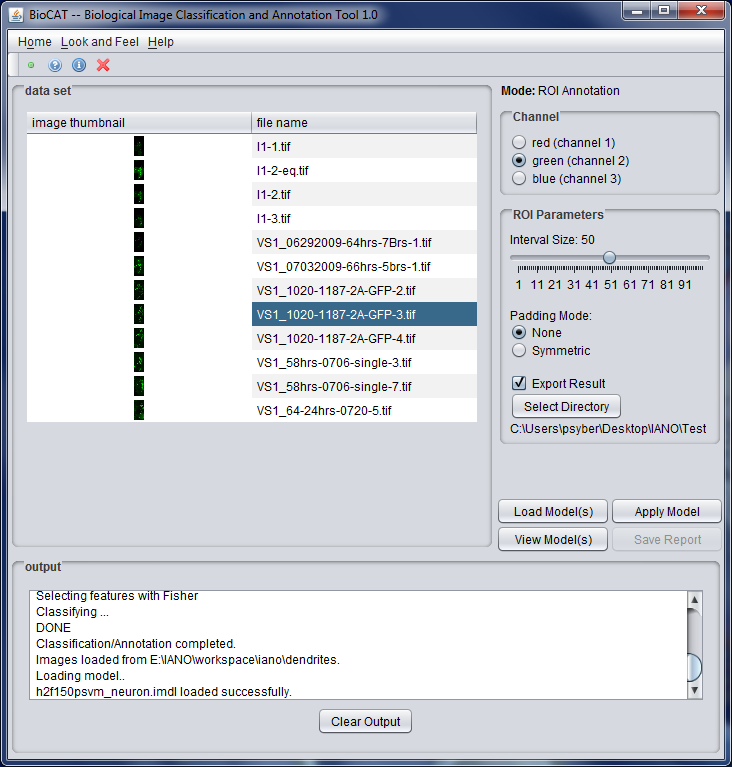 BioCAT -- Biological Image Classification and Annotation Tool 1.0
Home Look and Feel Help
data set
image thumbnail file name
I1-1.tif
I1-2-eq.tif
I1-2.tif
I1-3.tif
VS1_06292009-64hrs-7Brs-1.tif
VS1_07032009-66hrs-5brs-1.tif
VS1_1020-1187-2A-GFP-2.tif
VS1_1020-1187-2A-GFP-3.tif
VS1_1020-1187-2A-GFP-4.tif
VS1_58hrs-0706-single-3.tif
VS1_58hrs-0706-single-7.tif
VS1_64-24hrs-0720-5.tif
Mode: ROI Annotation
Channel
red (channel 1)
green (channel 2)
blue (channel 3)
ROI Parameters
Interval Size: 50
1 11 21 31 41 51 61 71 81 91
Padding Mode:
None
Symmetric
Export Result
Select Directory
C:\Users\psyber\Desktop\IANO\Test
Load Model(s) Apply Model
View Model(s) Save Report
output
Selecting features with Fisher
Classifying ...
DONE
Classification/Annotation completed.
Images loaded from E:\IANO\workspace\iano\dendrites.
Loading model..
h2f150psvm_neuron.imdl loaded successfully.
Clear Output